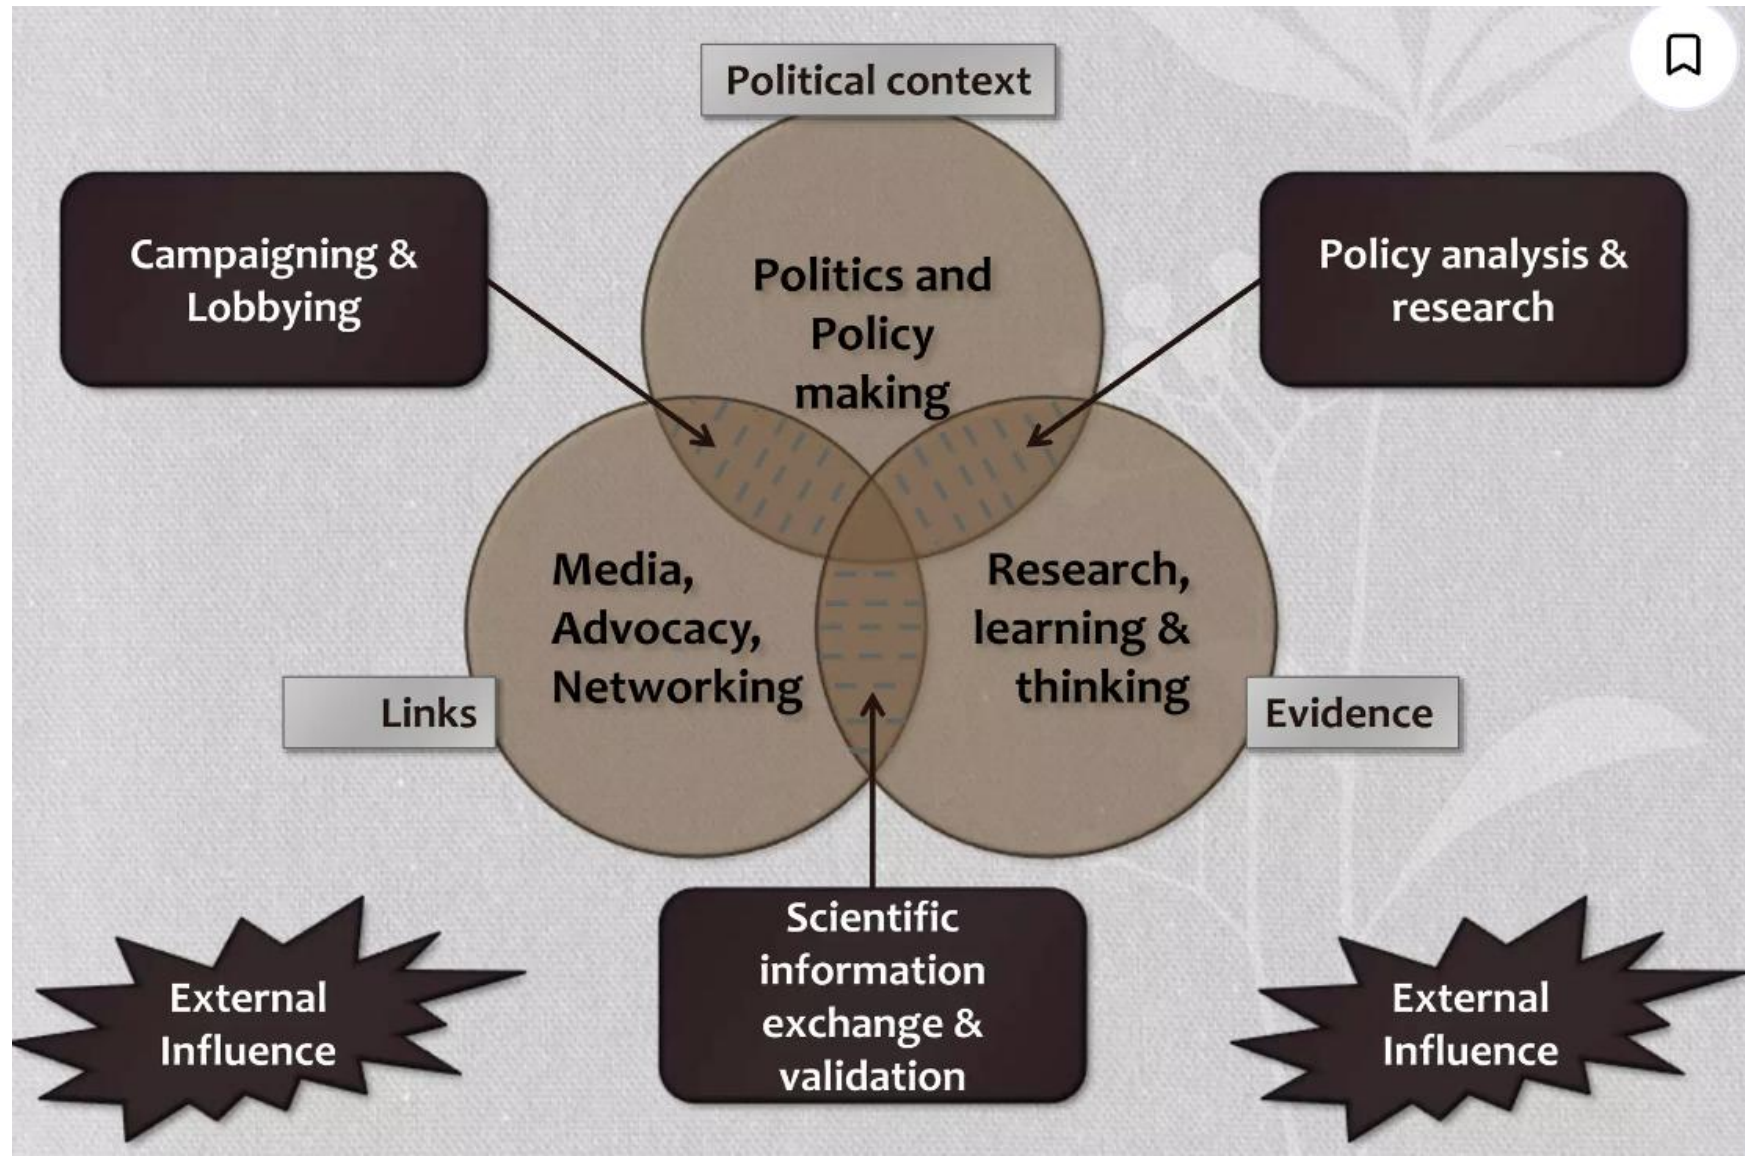 Political context
Campaigning &
Lobbying
Policy analysis &
research
Politics and
Policy
making
Media,
Advocacy,
Networking
Research,
learning &
thinking
Links
Evidence
Scientific
information
exchange &
validation
External
Influence
External
Influence